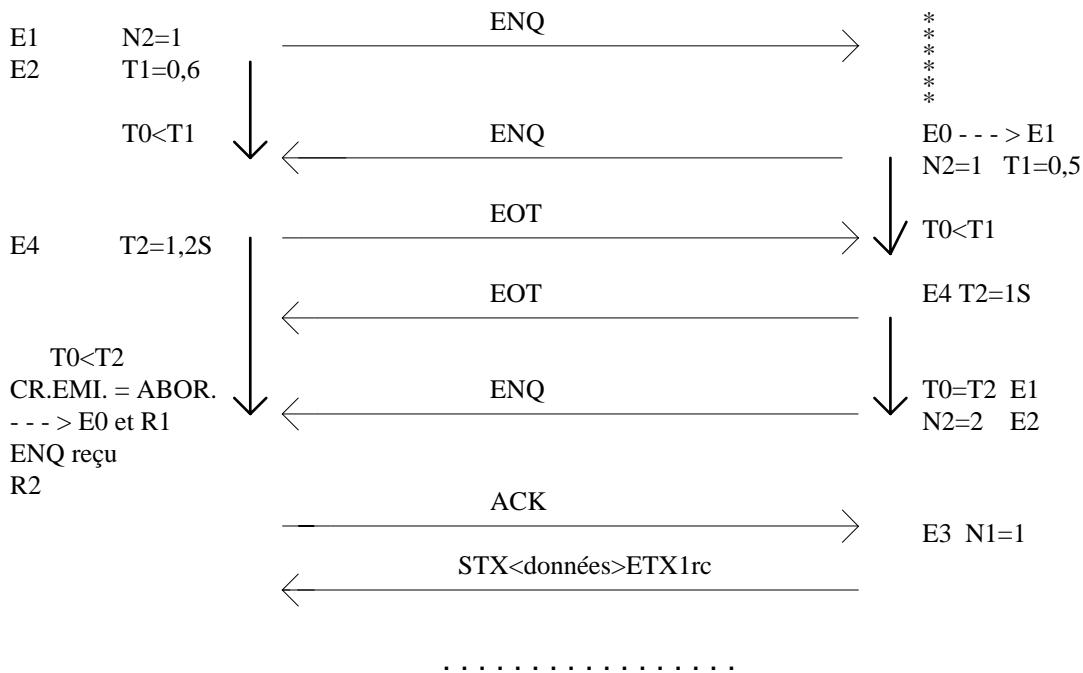 E1 N2=1 ENQ *
*
*
E2 T1=0,6 *
*
*
T0<T1 ENQ E0 - - - > E1
N2=1 T1=0,5
EOT T0<T1
E4 T2=1,2S
EOT E4 T2=1S
T0<T2
CR.EMI. = ABOR. ENQ T0=T2 E1
- - - > E0 et R1 N2=2 E2
ENQ reçu
R2
ACK
E3 N1=1
STX<données>ETX1rc
. . . . . . . . . . . . . . . . .